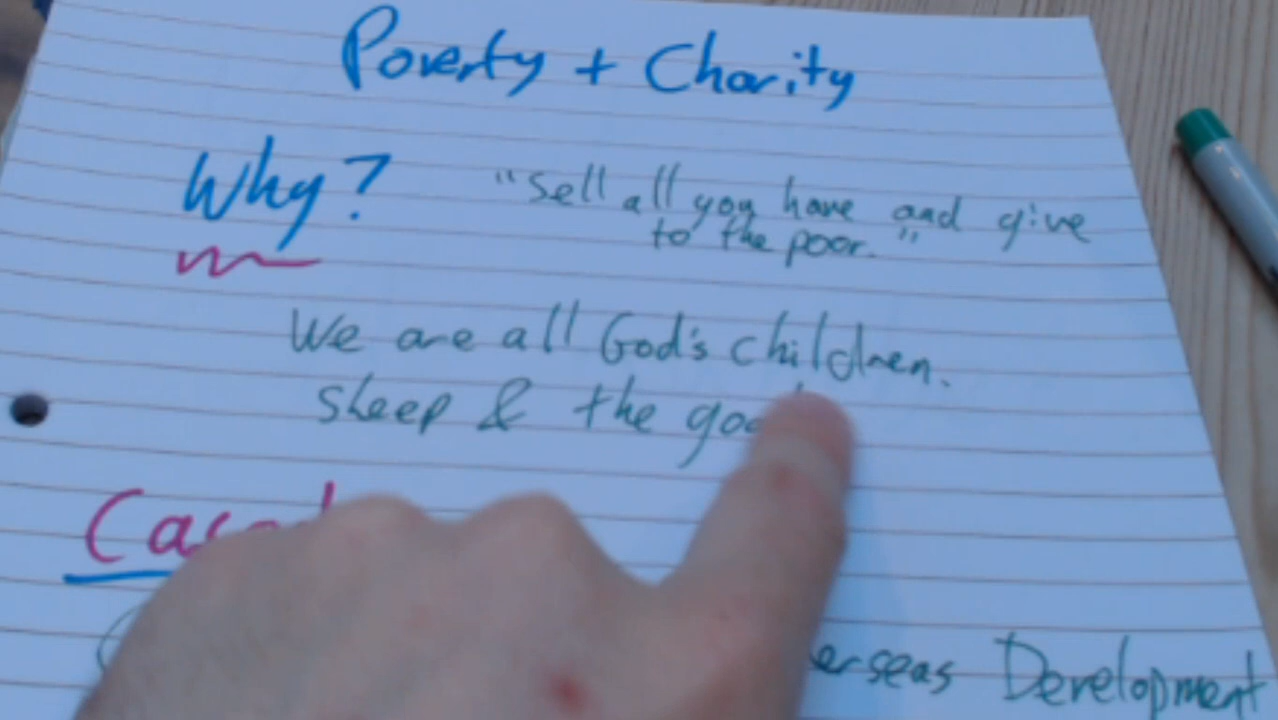 Poverty + Charity
Why?
"Sell all you have and give
to the poor."
We are all God's children.
Sheep & the
Development